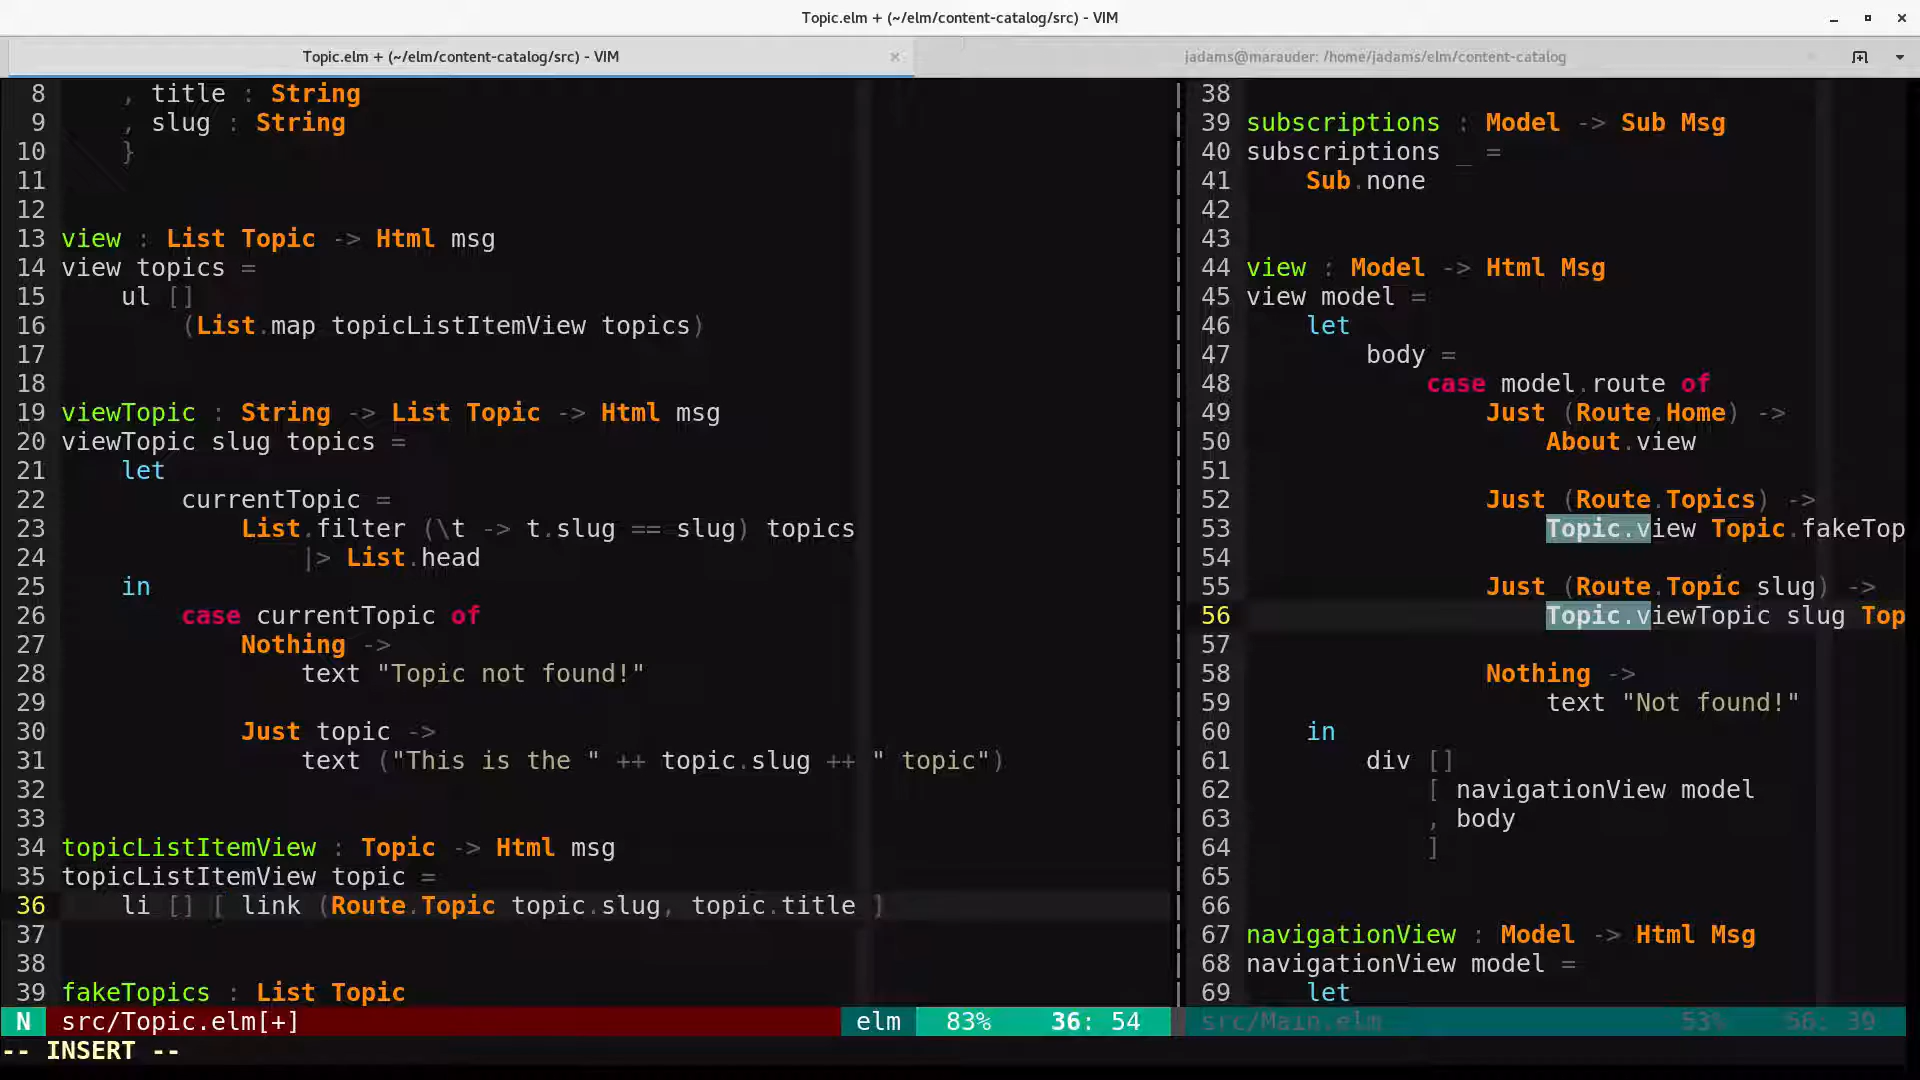 Topic.elm + (~/elm/content-catalog/src) - VIM
Topic.elm + (~/elm/content-catalog/src) - VIM
jadams@marauder: /home/jadams/elm/content-catalog
8     , title : String
9     , slug : String
10     }
11
12
13 view : List Topic -> Html msg
14 view topics =
15     ul []
16         (List.map topicListItemView topics)
17
18
19 viewTopic : String -> List Topic -> Html msg
20 viewTopic slug topics =
21     let
22         currentTopic =
23             List.filter (\t -> t.slug == slug) topics
24                 |> List.head
25     in
26         case currentTopic of
27             Nothing ->
28                 text "Topic not found!"
29
30             Just topic ->
31                 text ("This is the " ++ topic.slug ++ " topic")
32
33
34 topicListItemView : Topic -> Html msg
35 topicListItemView topic =
36     li [] [ link (Route.Topic topic.slug, topic.title ]
37
38
39 fakeTopics : List Topic
N src/Topic.elm[+] elm 83% 36: 54
-- INSERT --
38
39 subscriptions : Model -> Sub Msg
40 subscriptions _ =
41     Sub.none
42
43
44 view : Model -> Html Msg
45 view model =
46     let
47         body =
48             case model.route of
49                 Just (Route.Home) ->
50                     About.view
51
52                 Just (Route.Topics) ->
53                     Topic.view Topic.fakeTop
54
55                 Just (Route.Topic slug) ->
56                     Topic.viewTopic slug Top
57
58                 Nothing ->
59                     text "Not found!"
60     in
61         div []
62             [ navigationView model
63             , body
64             ]
65
66
67 navigationView : Model -> Html Msg
68 navigationView model =
69     let
src/Main.elm 53% 56: 39